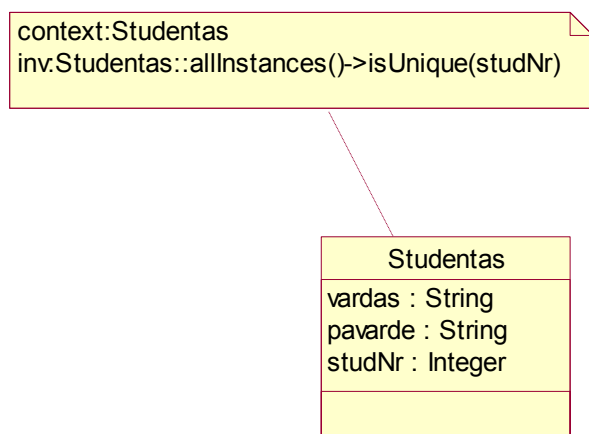 context:Studentas
inv:Studentas::allInstances()->isUnique(studNr)
Studentas
vardas : String
pavarde : String
studNr : Integer